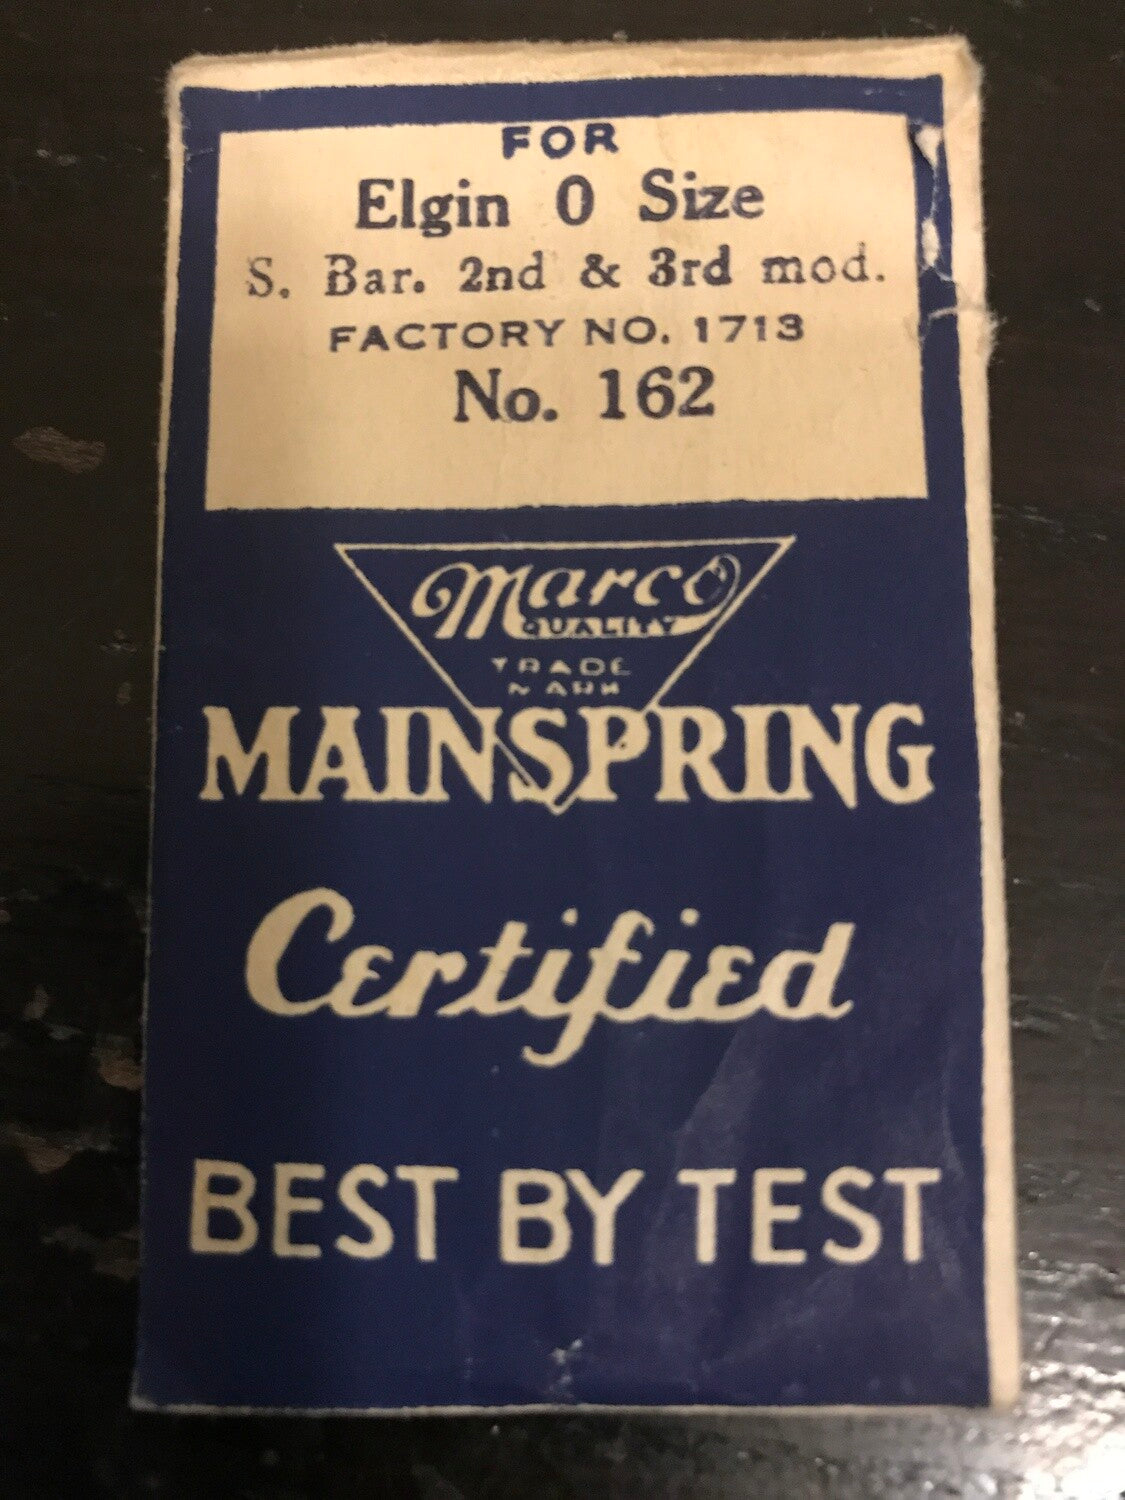 FOR
Elgin 0 Size
S. Bar. 2nd & 3rd mod.
FACTORY NO. 1713
No. 162
Marco
QUALITY
TRADE
MARK
MAINSPRING
Certified
BEST BY TEST